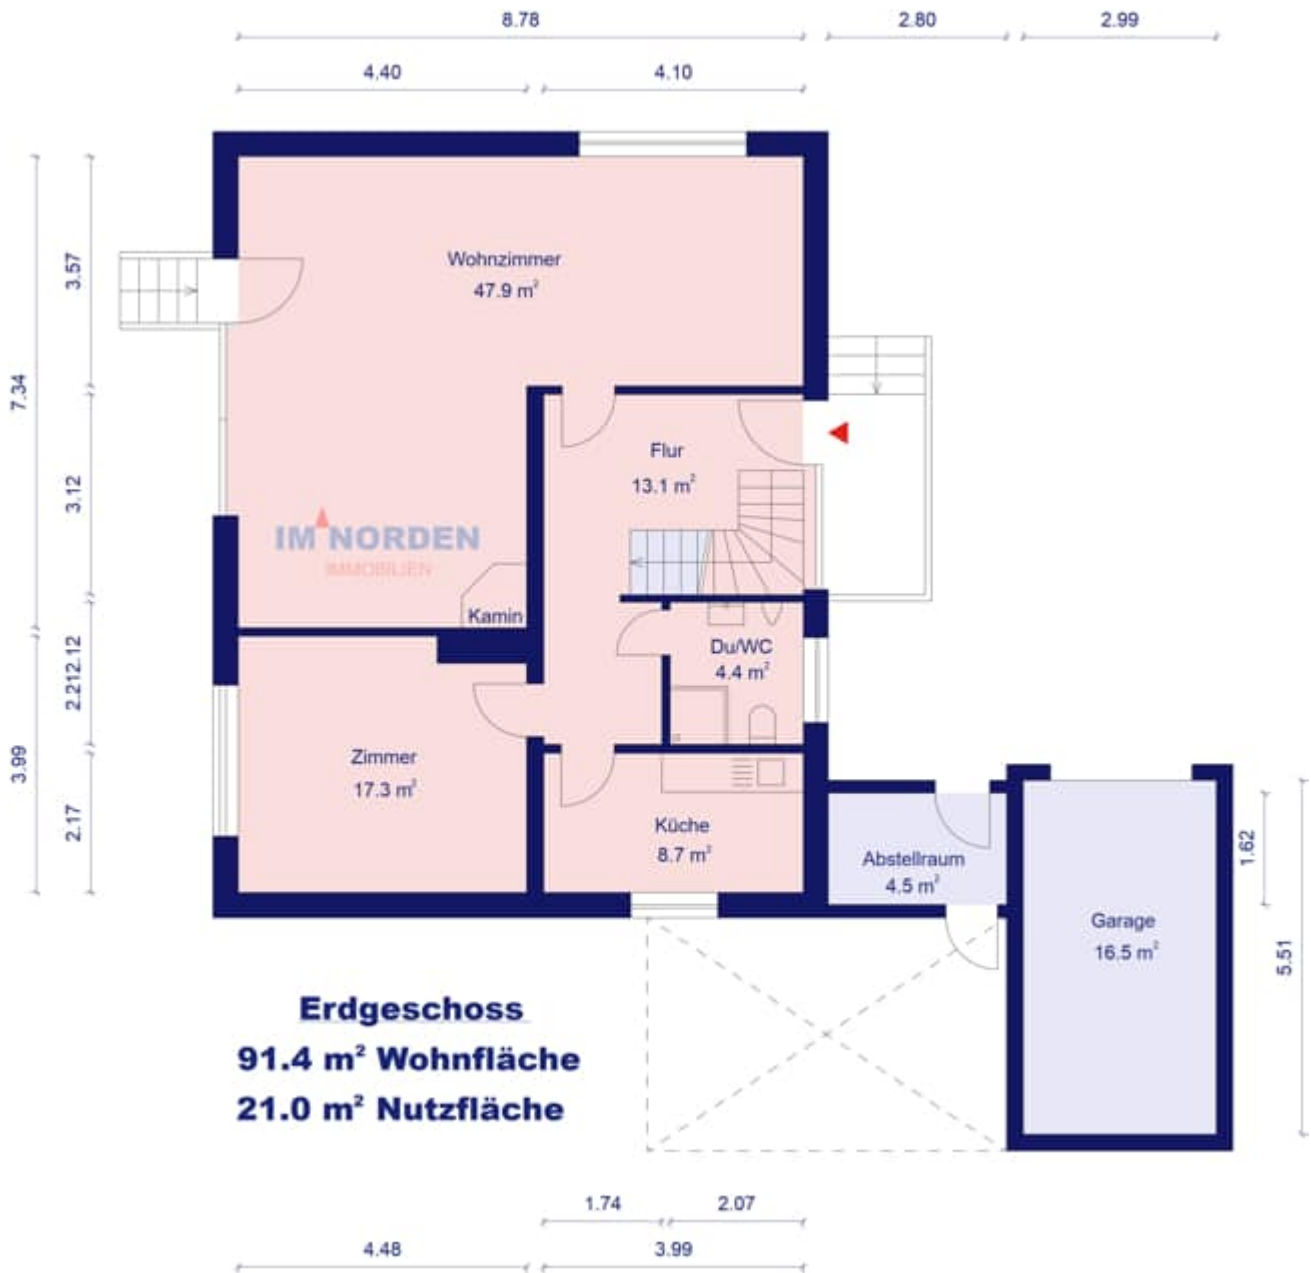 8.78
2.80
2.99
4.40
4.10
3.57
7.34
3.12
2.212.12
3.99
2.17
Wohnzimmer
47.9 m²
Flur
13.1 m²
IM NORDEN
IMMOBILIEN
Kamin
Du/WC
4.4 m²
Zimmer
17.3 m²
Küche
8.7 m²
Abstellraum
4.5 m²
Garage
16.5 m²
1.62
5.51
Erdgeschoss
91.4 m² Wohnfläche
21.0 m² Nutzfläche
1.74
2.07
4.48
3.99